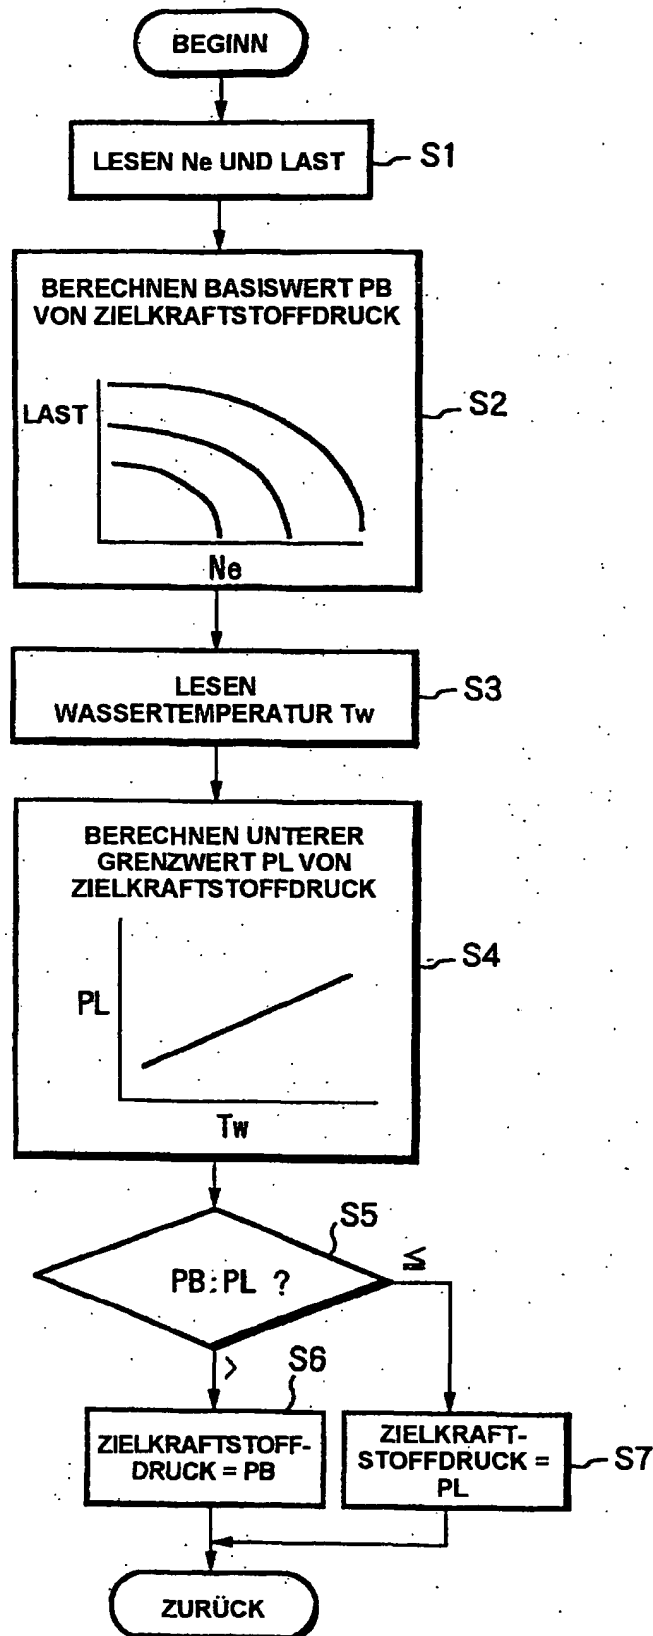 BEGINN
LESEN Ne UND LAST
S1
BERECHNEN BASISWERT PB
VON ZIELKRAFTSTOFFDRUCK
LAST
Ne
S2
LESEN
WASSERTEMPERATUR Tw
S3
BERECHNEN UNTERER
GRENZWERT PL VON
ZIELKRAFTSTOFFDRUCK
PL
Tw
S4
S5
PB:PL ?
≦
>
S6
ZIELKRAFTSTOFF-
DRUCK = PB
ZIELKRAFT-
STOFFDRUCK =
PL
S7
ZURÜCK